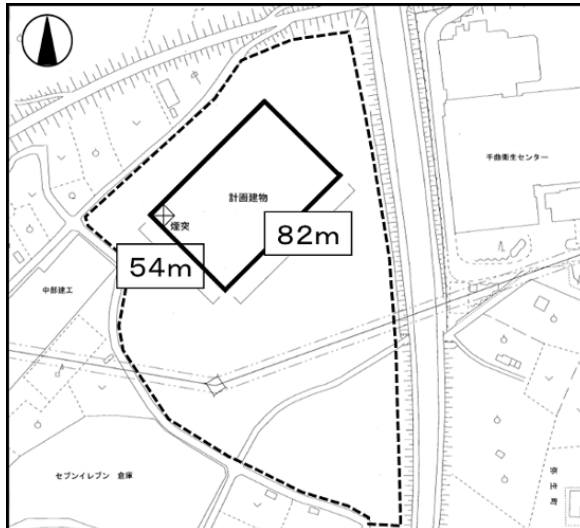 千曲衛生センター
計画建物
煙突
82m
54m
中部建工
セブンイレブン 倉庫